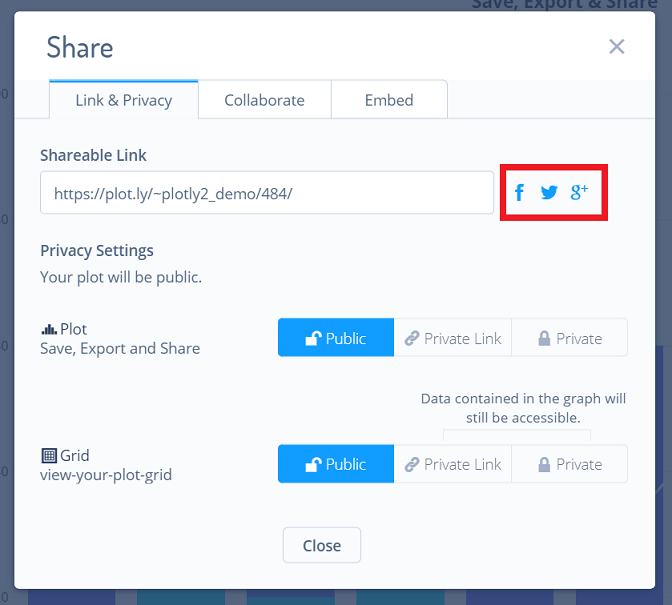 Save, Export & Share
Share
Link & Privacy Collaborate Embed
Shareable Link
https://plot.ly/~plotly2_demo/484/
Privacy Settings
Your plot will be public.
Plot
Save, Export and Share
Public Private Link Private
Data contained in the graph will
still be accessible.
Grid
view-your-plot-grid
Public Private Link Private
Close